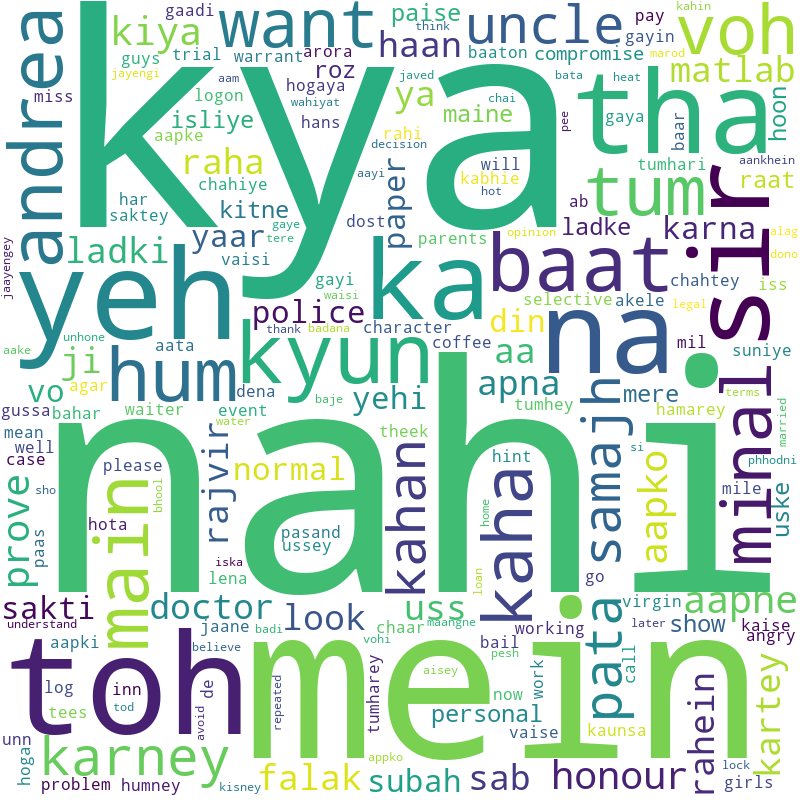 gaadi
kyun
kiya
want
paise
uncle
pay
kahin
think
voh
guys
trial
warrant
arora
haan
baaton
compromise
gayin
andrea
kya
miss
jayengi
aam
roz
javed
bata
heat
marod
matlab
logon
hogaya
ya
chai
tha
hoon
isliye
wahiyat
maine
pee
gaya
baar
aapke
hans
rahi
decision
tumhari
aankhein
raha
paper
aayi
will
kabhie
tum
raat
har
chahiye
hot
ab
sir
saktey
kitne
dost
gaye
ladke
karna
ladki
yaar
parents
tere
opinion
alag
vaisi
baat
dono
jaayengey
yeh
gayi
ka
chahtey
iss
waisi
selective
akele
unhone
police
thank
badana
character
din
na
legal
mil
aake
aata
hum
coffee
aa
suniye
ji
agar
dena
yehi
apna
mere
tumhey
samajh
minal
terms
vo
baje
hamarey
married
gussa
bahar
waiter
event
nahi
mean
water
theek
well
rajvir
normal
hint
kahan
kaha
aapko
si
phhodni
case
please
prove
main
sho
bhool
mile
uske
paas
hota
pasand
ussey
home
lena
iska
loan
go
pata
virgin
aapne
sakti
doctor
look
uss
understand
jaane
chaar
maangne
working
later
show
kaise
aapki
badi
believe
bail
angry
toh
vohi
pesh
mein
call
log
inn
de
aisey
work
rahein
kartey
tees
tod
avoid
repeated
tumharey
now
personal
unn
vaise
kaunsa
karney
appko
hogai
problem
humney
kisney
falak
subah
sab
honour
lock
girls